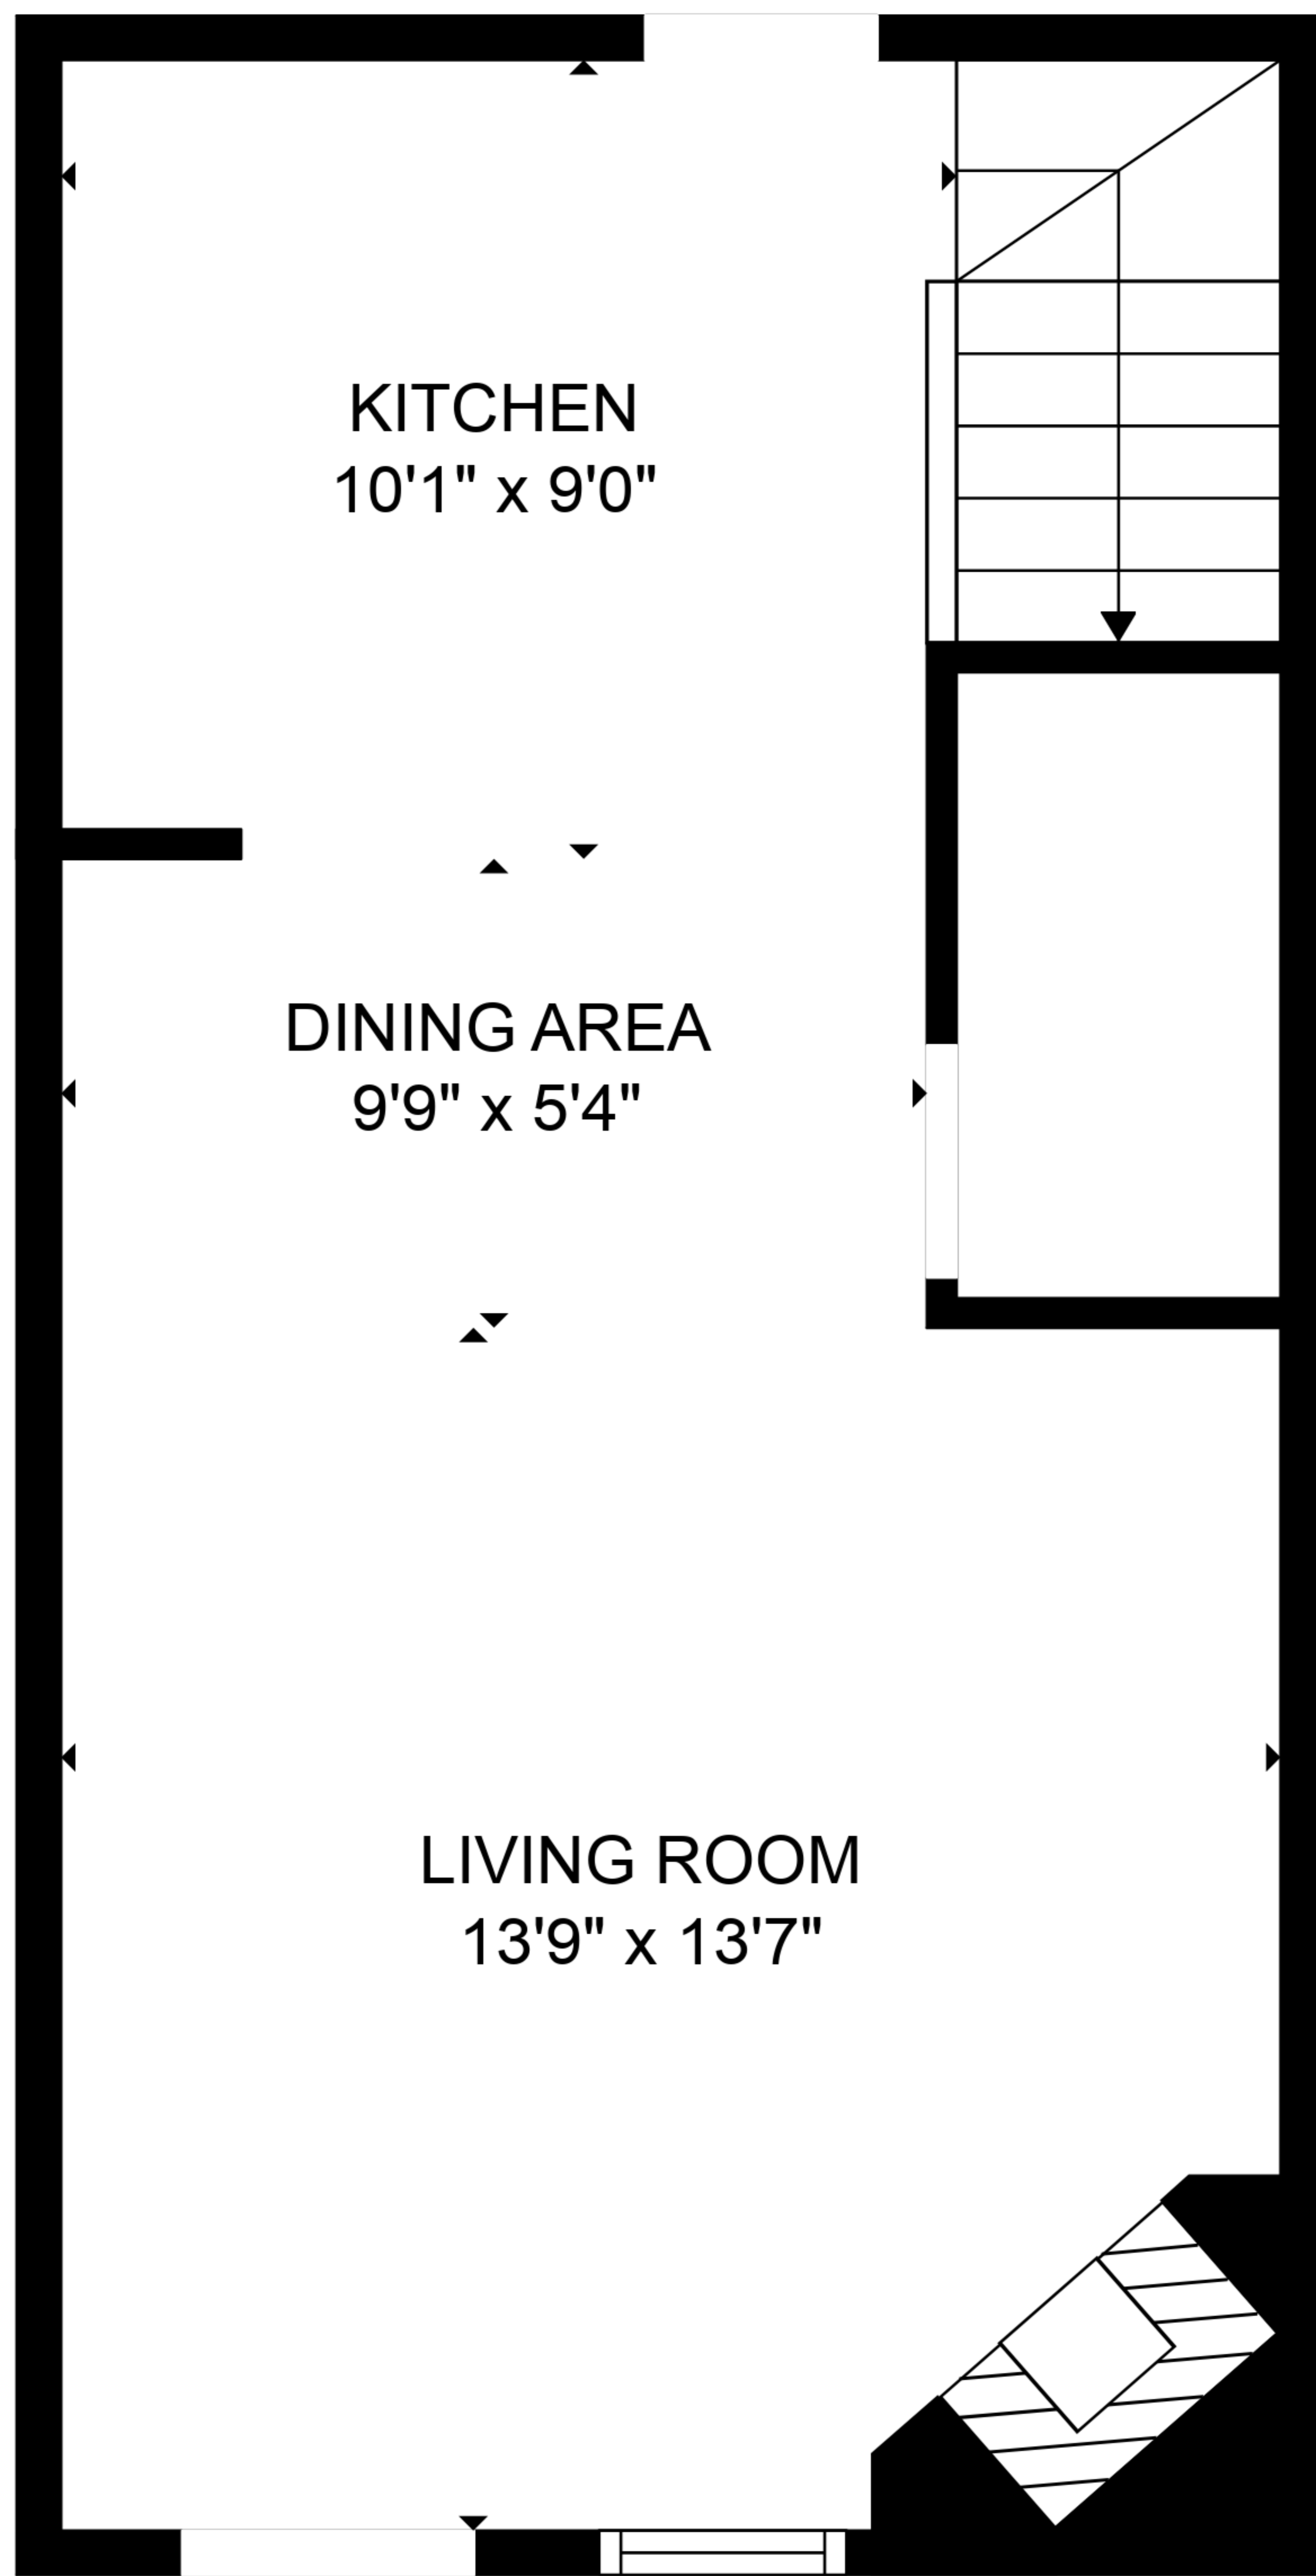 KITCHEN
10'1" x 9'0"
DINING AREA
9'9" x 5'4"
LIVING ROOM
13'9" x 13'7"